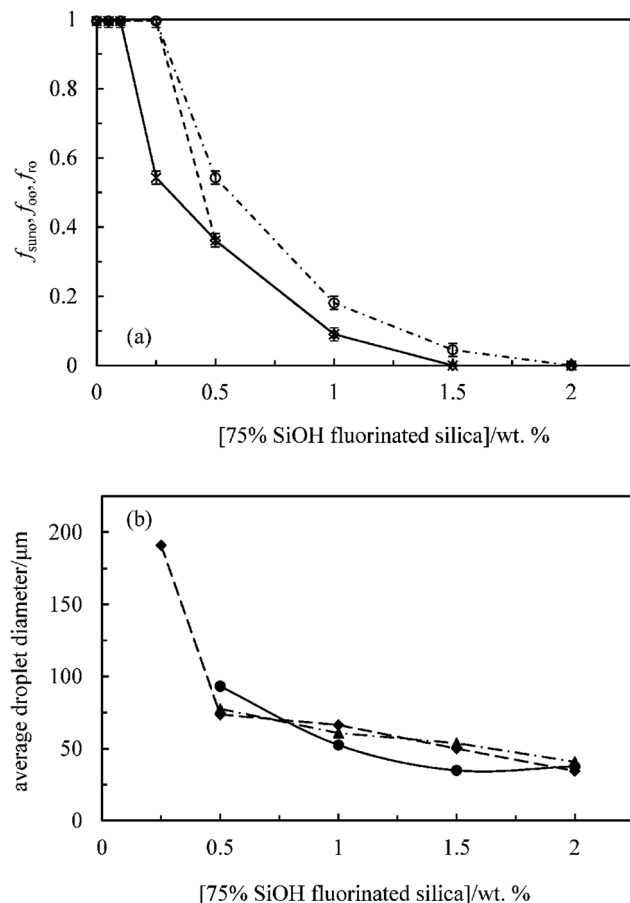 1
0.8
0.6
0.4
0.2
0
f_suno, f_oo, f_ro
(a)
0 0.5 1 1.5 2
[75% SiOH fluorinated silica]/wt. %
(b)
200
150
100
50
0
average droplet diameter/μm
0.5 1 1.5 2
[75% SiOH fluorinated silica]/wt. %